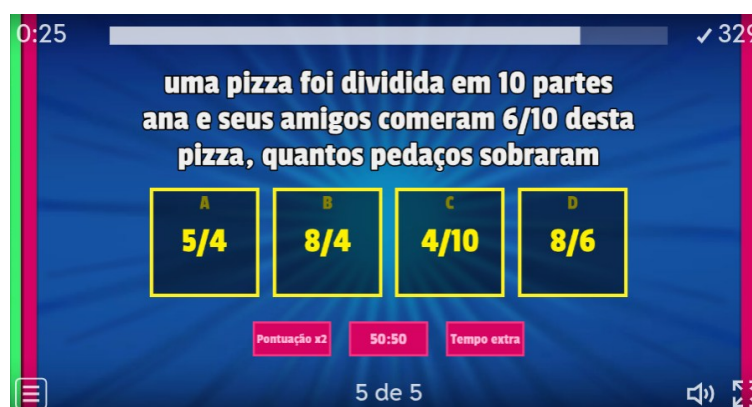 0:25
✓ 329
uma pizza foi dividida em 10 partes
ana e seus amigos comeram 6/10 desta
pizza, quantos pedaços sobraram
A
5/4
B
8/4
C
4/10
D
8/6
Pontuação x2
50:50
Tempo extra
5 de 5